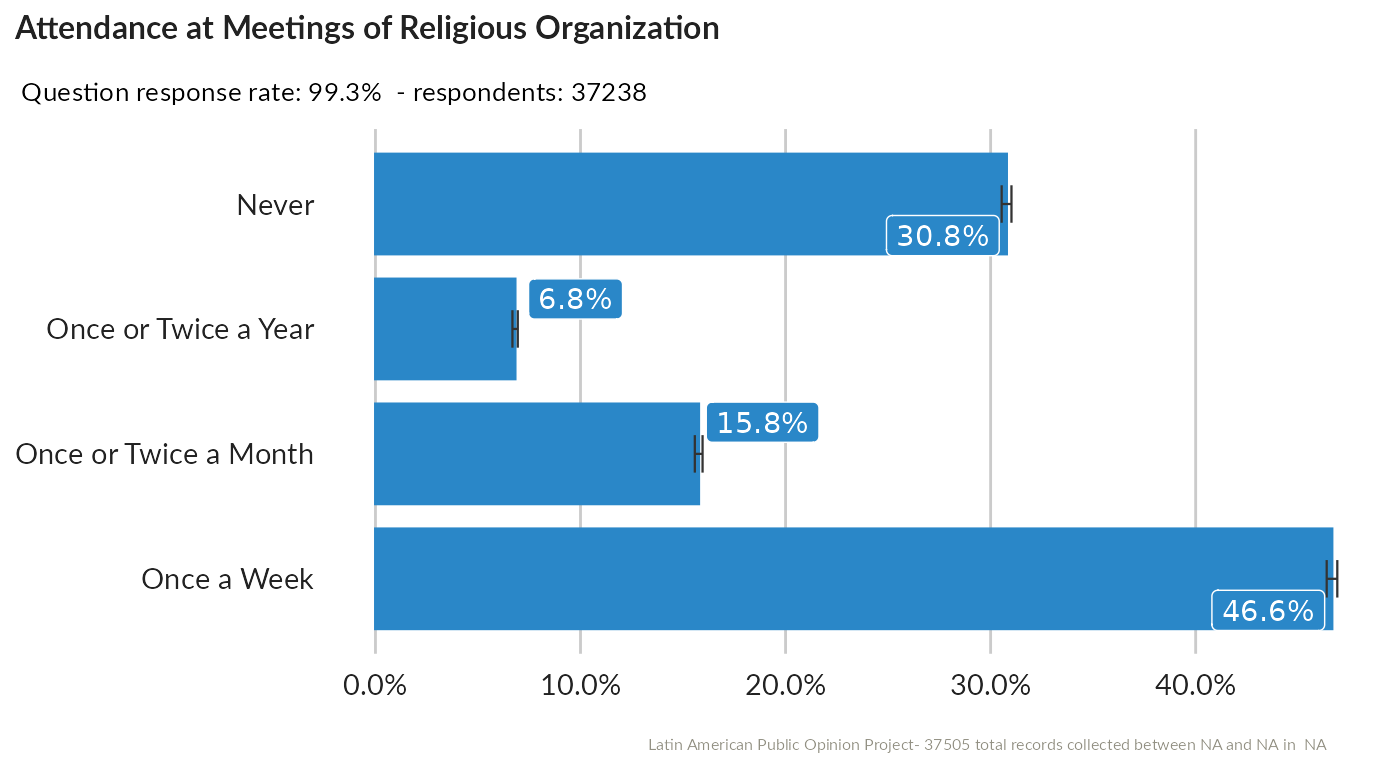 Attendance at Meetings of Religious Organization
Question response rate: 99.3%  - respondents: 37238
Never
30.8%
Once or Twice a Year
6.8%
Once or Twice a Month
15.8%
Once a Week
46.6%
0.0% 10.0% 20.0% 30.0% 40.0%
Latin American Public Opinion Project- 37505 total records collected between NA and NA in  NA